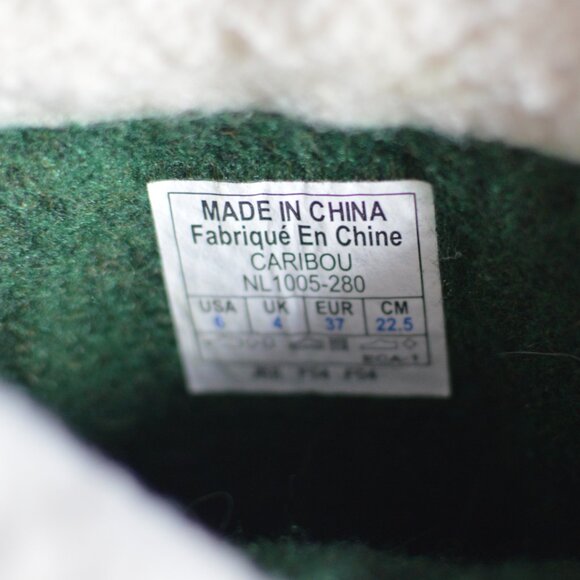 MADE IN CHINA
Fabriqué En Chine
CARIBOU
NL1005-280
USA UK EUR CM
6 4 37 22.5